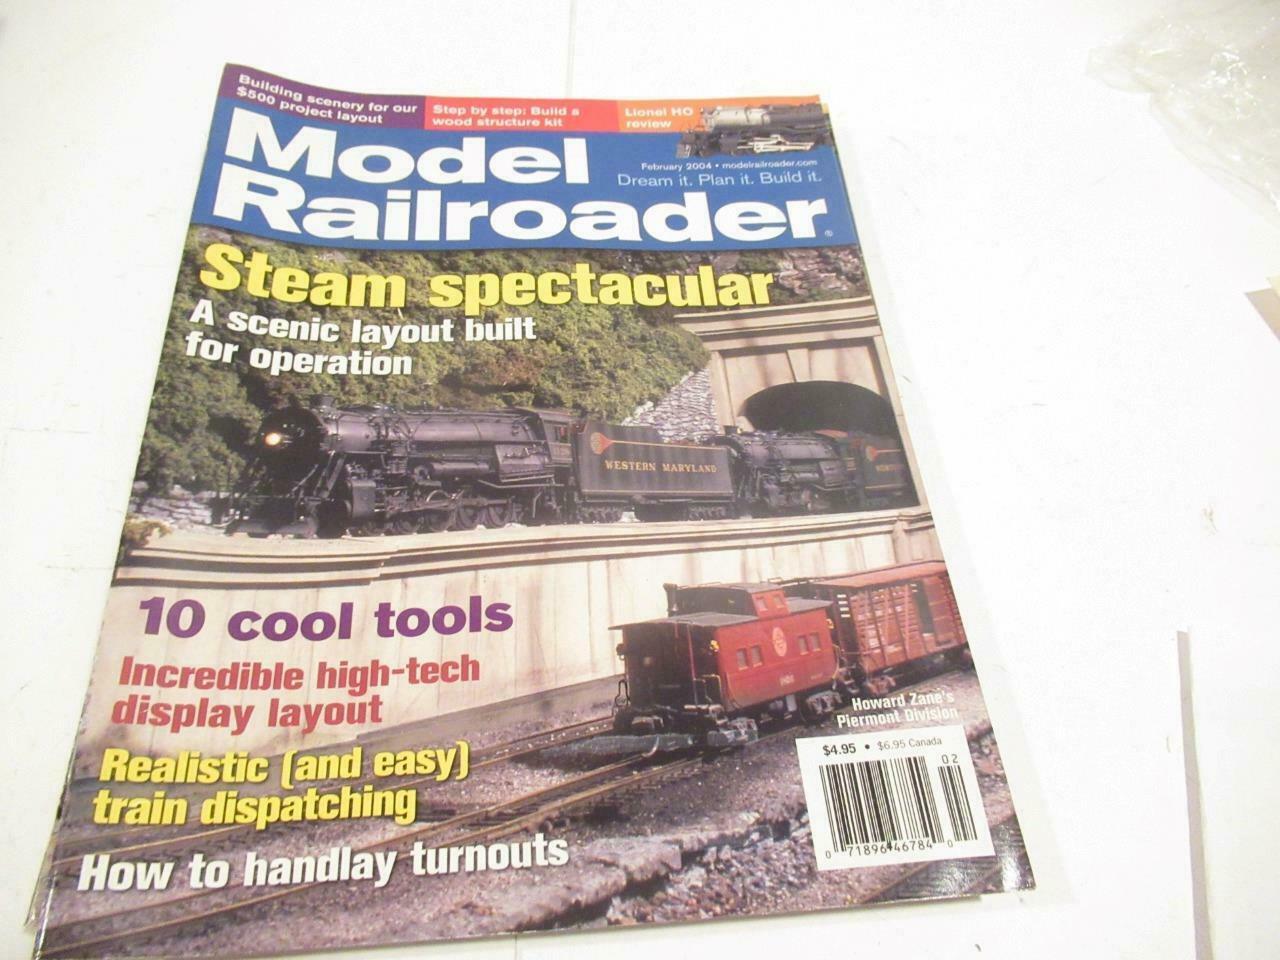 Building scenery for our
$500 project layout
Step by step: Build a
wood structure kit
Lionel HO
review
Model
Railroader®
February 2004 • modelrailroader.com
Dream it. Plan it. Build it.
Steam spectacular
A scenic layout built
for operation
WESTERN MARYLAND
10 cool tools
Incredible high-tech
display layout
Realistic (and easy)
train dispatching
How to handlay turnouts
Howard Zane's
Piermont Division
$4.95 • $6.95 Canada
02
0 71896 46784 0